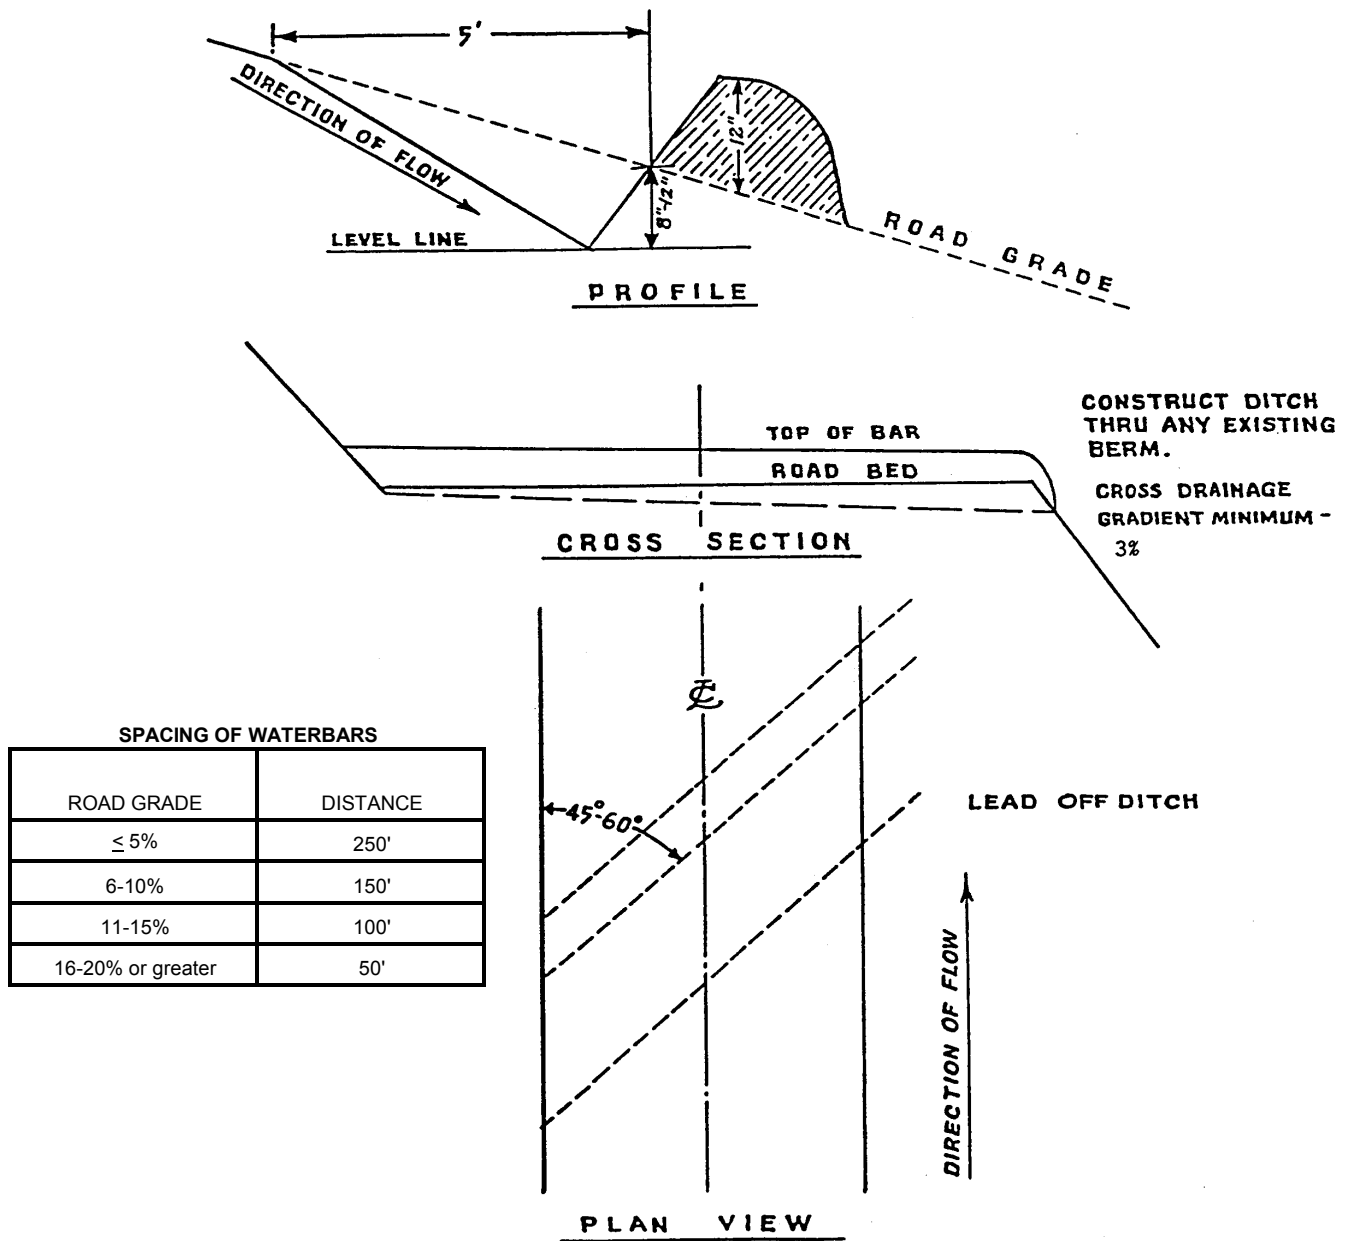 5'
DIRECTION OF FLOW
12"
8"-12"
LEVEL LINE
ROAD GRADE
PROFILE
CONSTRUCT DITCH
THRU ANY EXISTING
BERM.
TOP OF BAR
ROAD BED
CROSS DRAINAGE
GRADIENT MINIMUM -
3%
CROSS SECTION
℄
SPACING OF WATERBARS
ROAD GRADE DISTANCE
≤ 5% 250'
6-10% 150'
11-15% 100'
16-20% or greater 50'
45°-60°
LEAD OFF DITCH
DIRECTION OF FLOW
PLAN VIEW